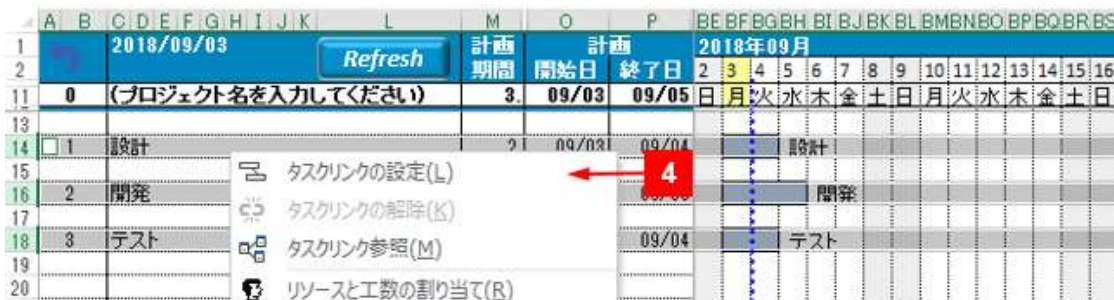 A B C D E F G H I J K L M O P BE BF BG BH BI BJ BK BL BM BN BO BP BQ BR BS
1 2018/09/03 Refresh 計画 計画 2018年09月
2 期間 開始日 終了日 2 3 4 5 6 7 8 9 10 11 12 13 14 15 16
11 0 (プロジェクト名を入力してください) 3. 09/03 09/05 日 月 火 水 木 金 土 日 月 火 水 木 金 土 日
13
14 1 設計 2 09/03 09/04 設計
15 タスクリンクの設定(L) 4
16 2 開発 開発
17 タスクリンクの解除(K)
18 3 テスト 09/04 テスト
タスクリンク参照(M)
19
20 リソースと工数の割り当て(R)